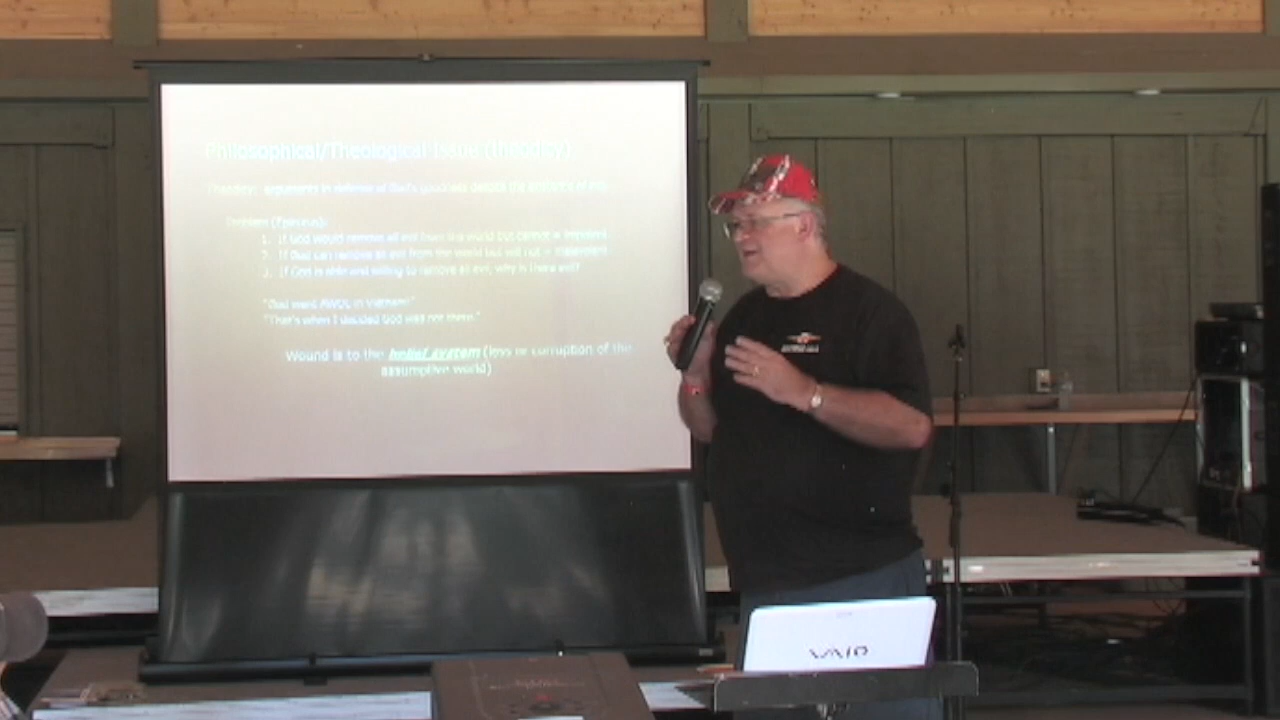 Philosophical/Theological Issue (theodicy)
Theodicy: arguments in defense of God's goodness despite the existence of evil
Problem (Epicurus):
1. If God would remove all evil from the world but cannot = impotent
2. If God can remove all evil from the world but will not = malevolent
3. If God is able and willing to remove all evil, why is there evil?
"God went AWOL in Vietnam"
"That's when I decided God was not there."
Wound is to the belief system (loss or corruption of the
assumptive world)
VAIO